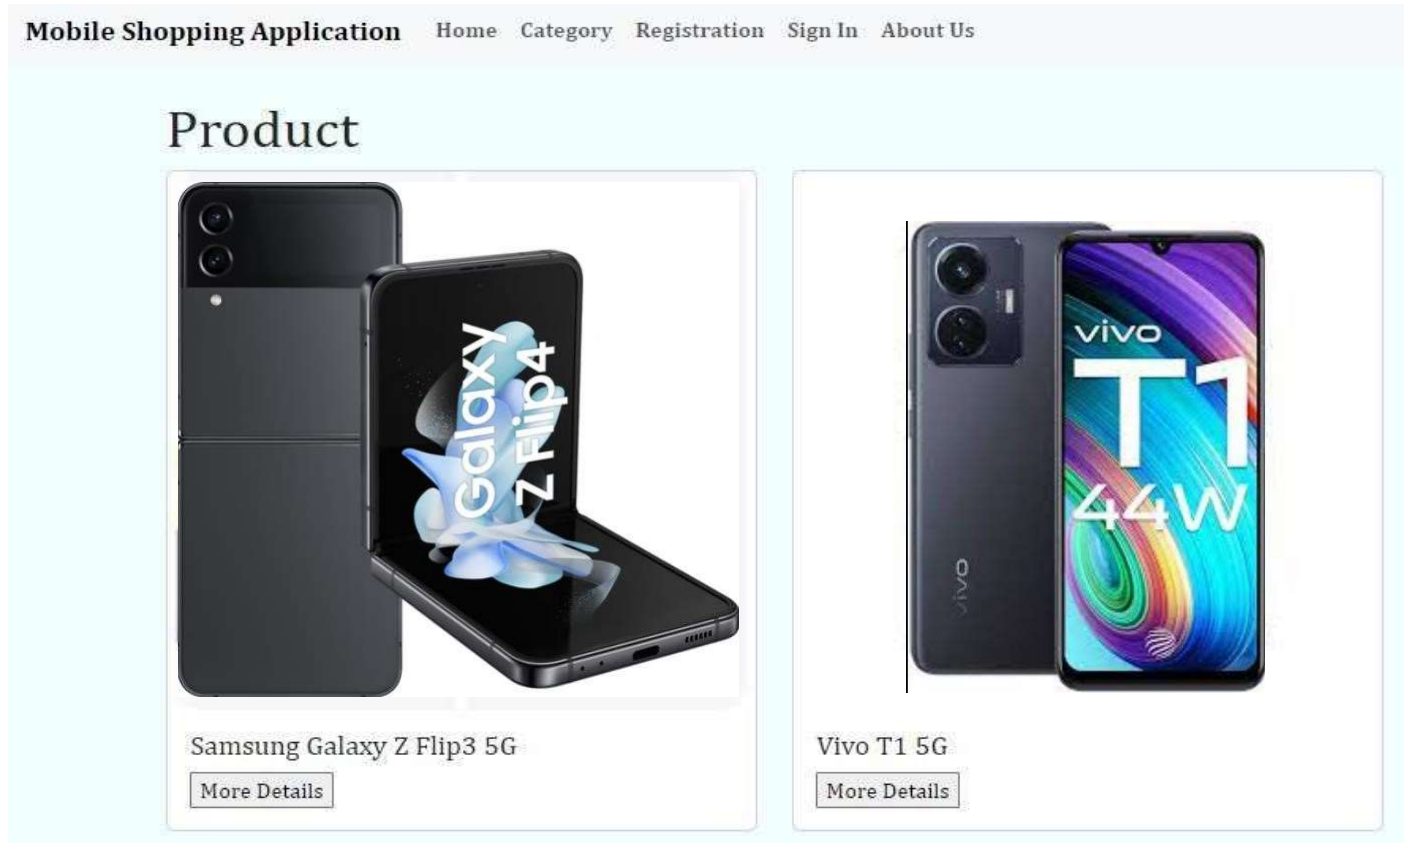 Mobile Shopping Application Home Category Registration Sign In About Us
Product
Galaxy
Z Flip4
vivo
T1
44W
vivo
Samsung Galaxy Z Flip3 5G
More Details
Vivo T1 5G
More Details